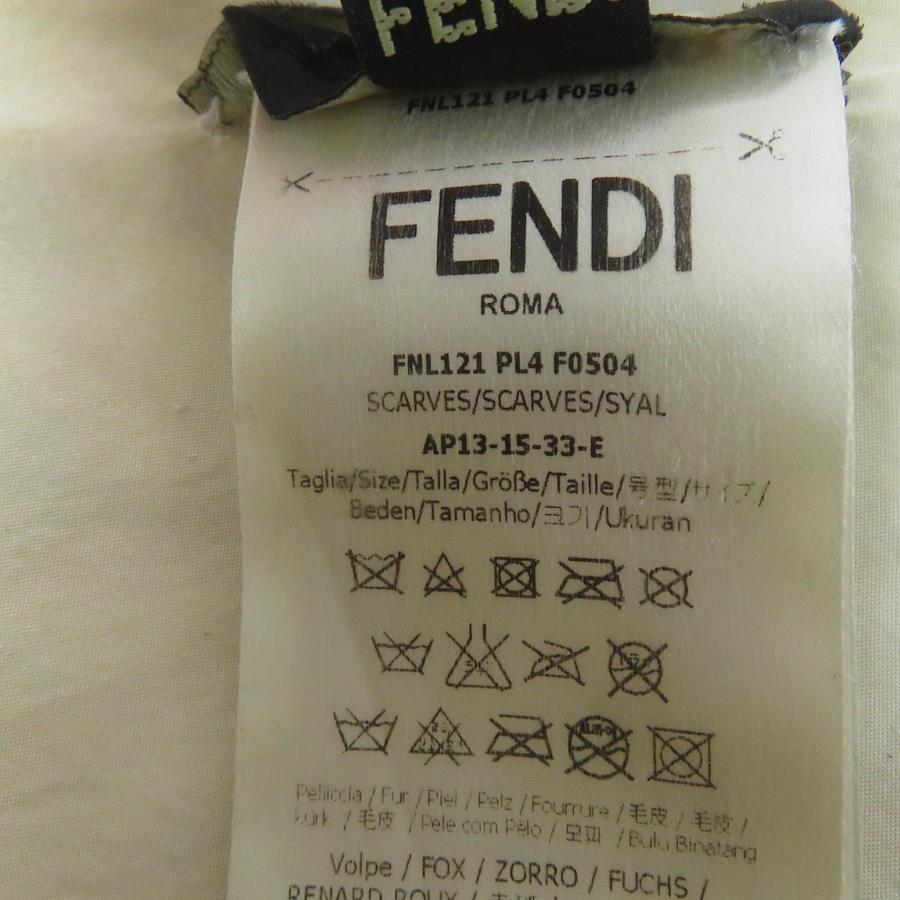 FENDI
FNL121 PL4 F0504
FENDI
ROMA
FNL121 PL4 F0504
SCARVES/SCARVES/SYAL
AP13-15-33-E
Taglia/Size/Talla/Größe/Taille/号型/サイズ/
Beden/Tamanho/크기/Ukuran
Pelliccia / Fur / Piel / Pelz / Fourrure / 毛皮 / 毛皮 /
kürk / 毛皮 / Pele com Pêlo / 모피 / Bulu Binatang
Volpe / FOX / ZORRO / FUCHS /
RENARD ROUX /